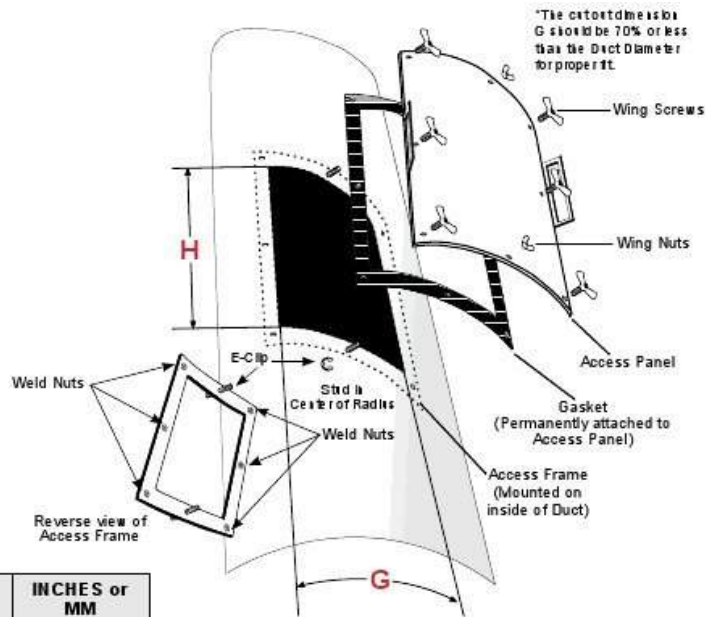 *The cutout dimension
G should be 70% or less
than the Duct Diameter
for proper fit.
Wing Screws
H
Wing Nuts
E-Clip
C
Access Panel
Weld Nuts
Stud in
Center of Radius
Gasket
(Permanently attached to
Access Panel)
Weld Nuts
Access Frame
(Mounted on
inside of Duct)
Reverse view of
Access Frame
G
INCHES or
MM